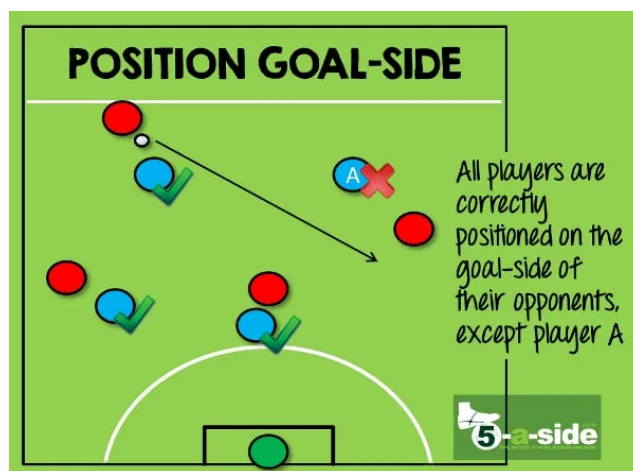 POSITION GOAL-SIDE
A
All players are
correctly
positioned on the
goal-side of
their opponents,
except player A
5-a-side